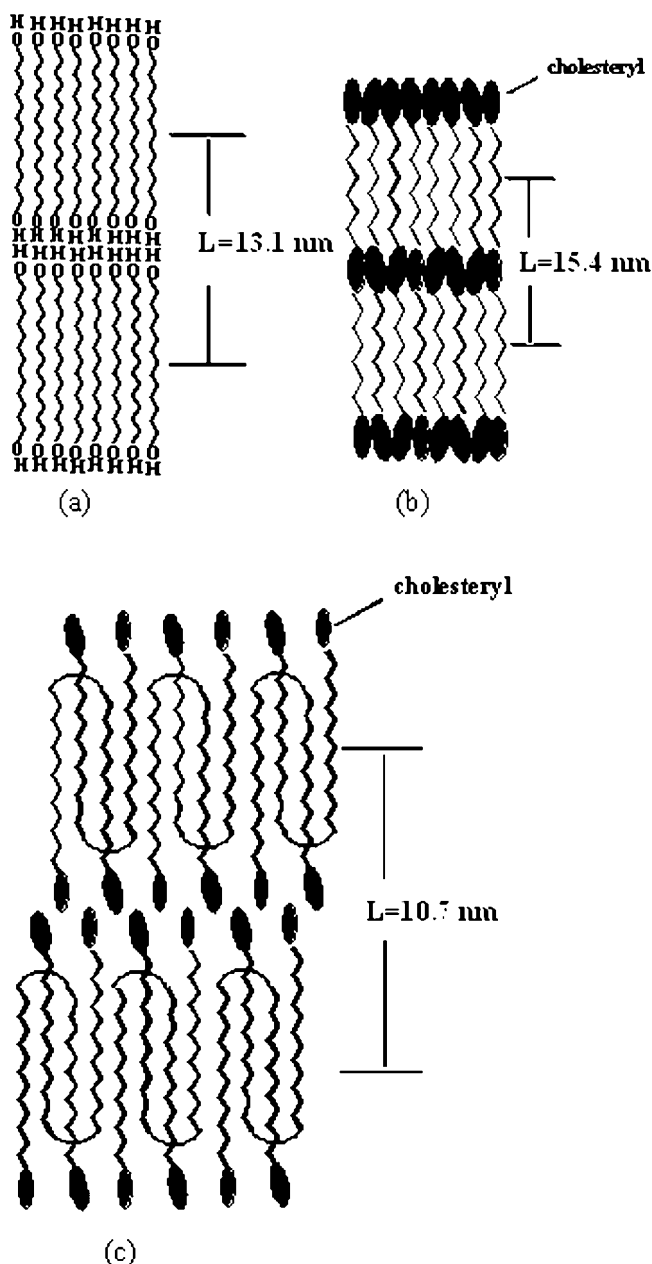 H H H H H H H H
O O O O O O O O
O O O O O O O O
H H H H H H H H
H H H H H H H H
O O O O O O O O
O O O O O O O O
H H H H H H H H
L=13.1 nm
(a)
cholesteryl
L=15.4 nm
(b)
cholesteryl
L=10.7 nm
(c)